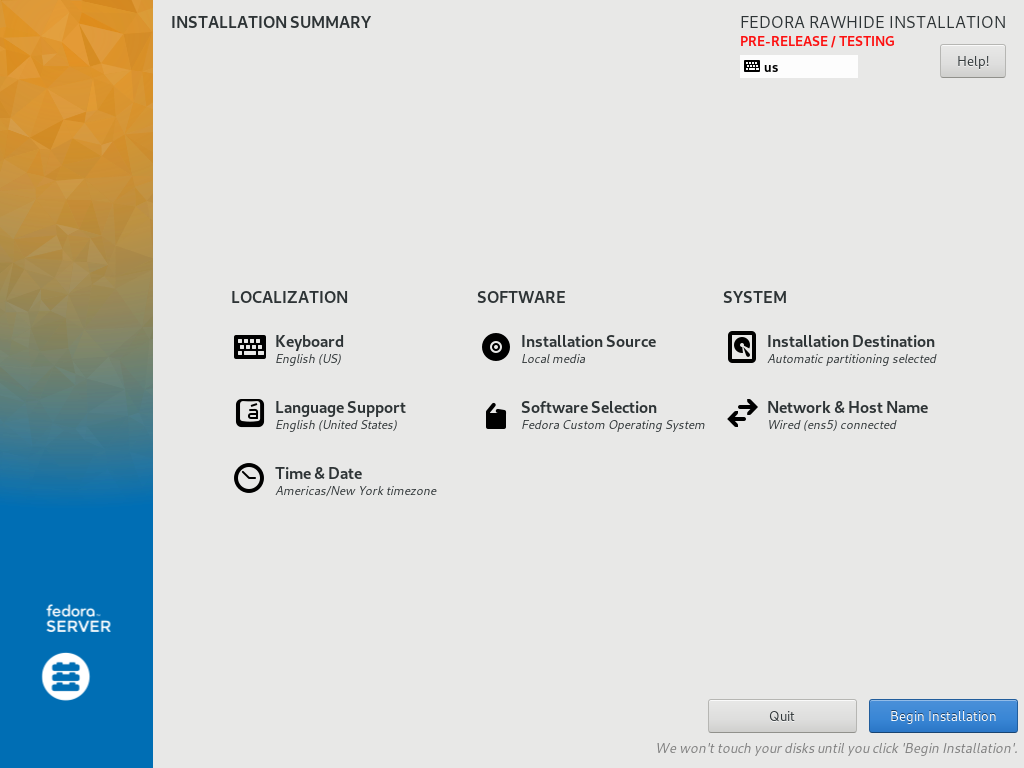 INSTALLATION SUMMARY
FEDORA RAWHIDE INSTALLATION
PRE-RELEASE / TESTING
us
Help!
LOCALIZATION
Keyboard
English (US)
Language Support
English (United States)
Time & Date
Americas/New York timezone
SOFTWARE
Installation Source
Local media
Software Selection
Fedora Custom Operating System
SYSTEM
Installation Destination
Automatic partitioning selected
Network & Host Name
Wired (ens5) connected
fedora™
SERVER
Quit
Begin Installation
We won't touch your disks until you click 'Begin Installation'.